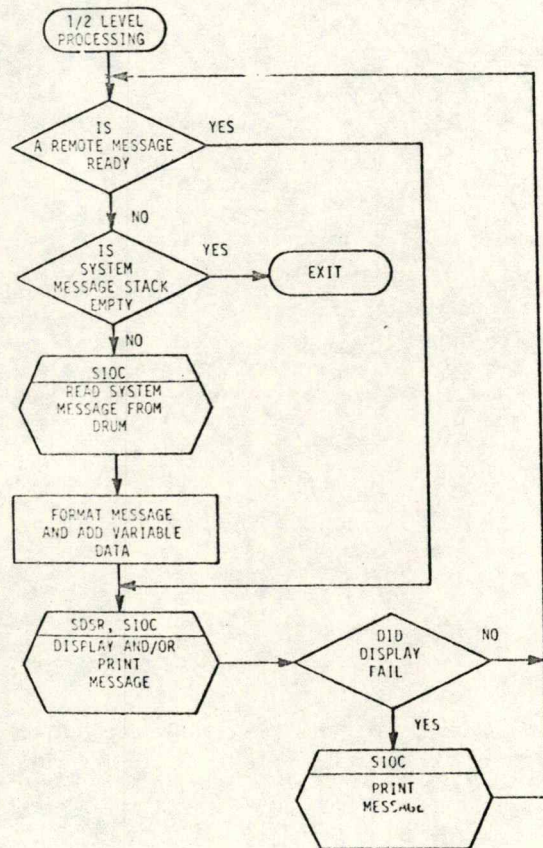 1/2 LEVEL
PROCESSING
IS
A REMOTE MESSAGE
READY
YES
NO
IS
SYSTEM
MESSAGE STACK
EMPTY
YES
EXIT
NO
SIOC
READ SYSTEM
MESSAGE FROM
DRUM
FORMAT MESSAGE
AND ADD VARIABLE
DATA
SDSR, SIOC
DISPLAY AND/OR
PRINT
MESSAGE
DID
DISPLAY
FAIL
NO
YES
SIOC
PRINT
MESSAGE